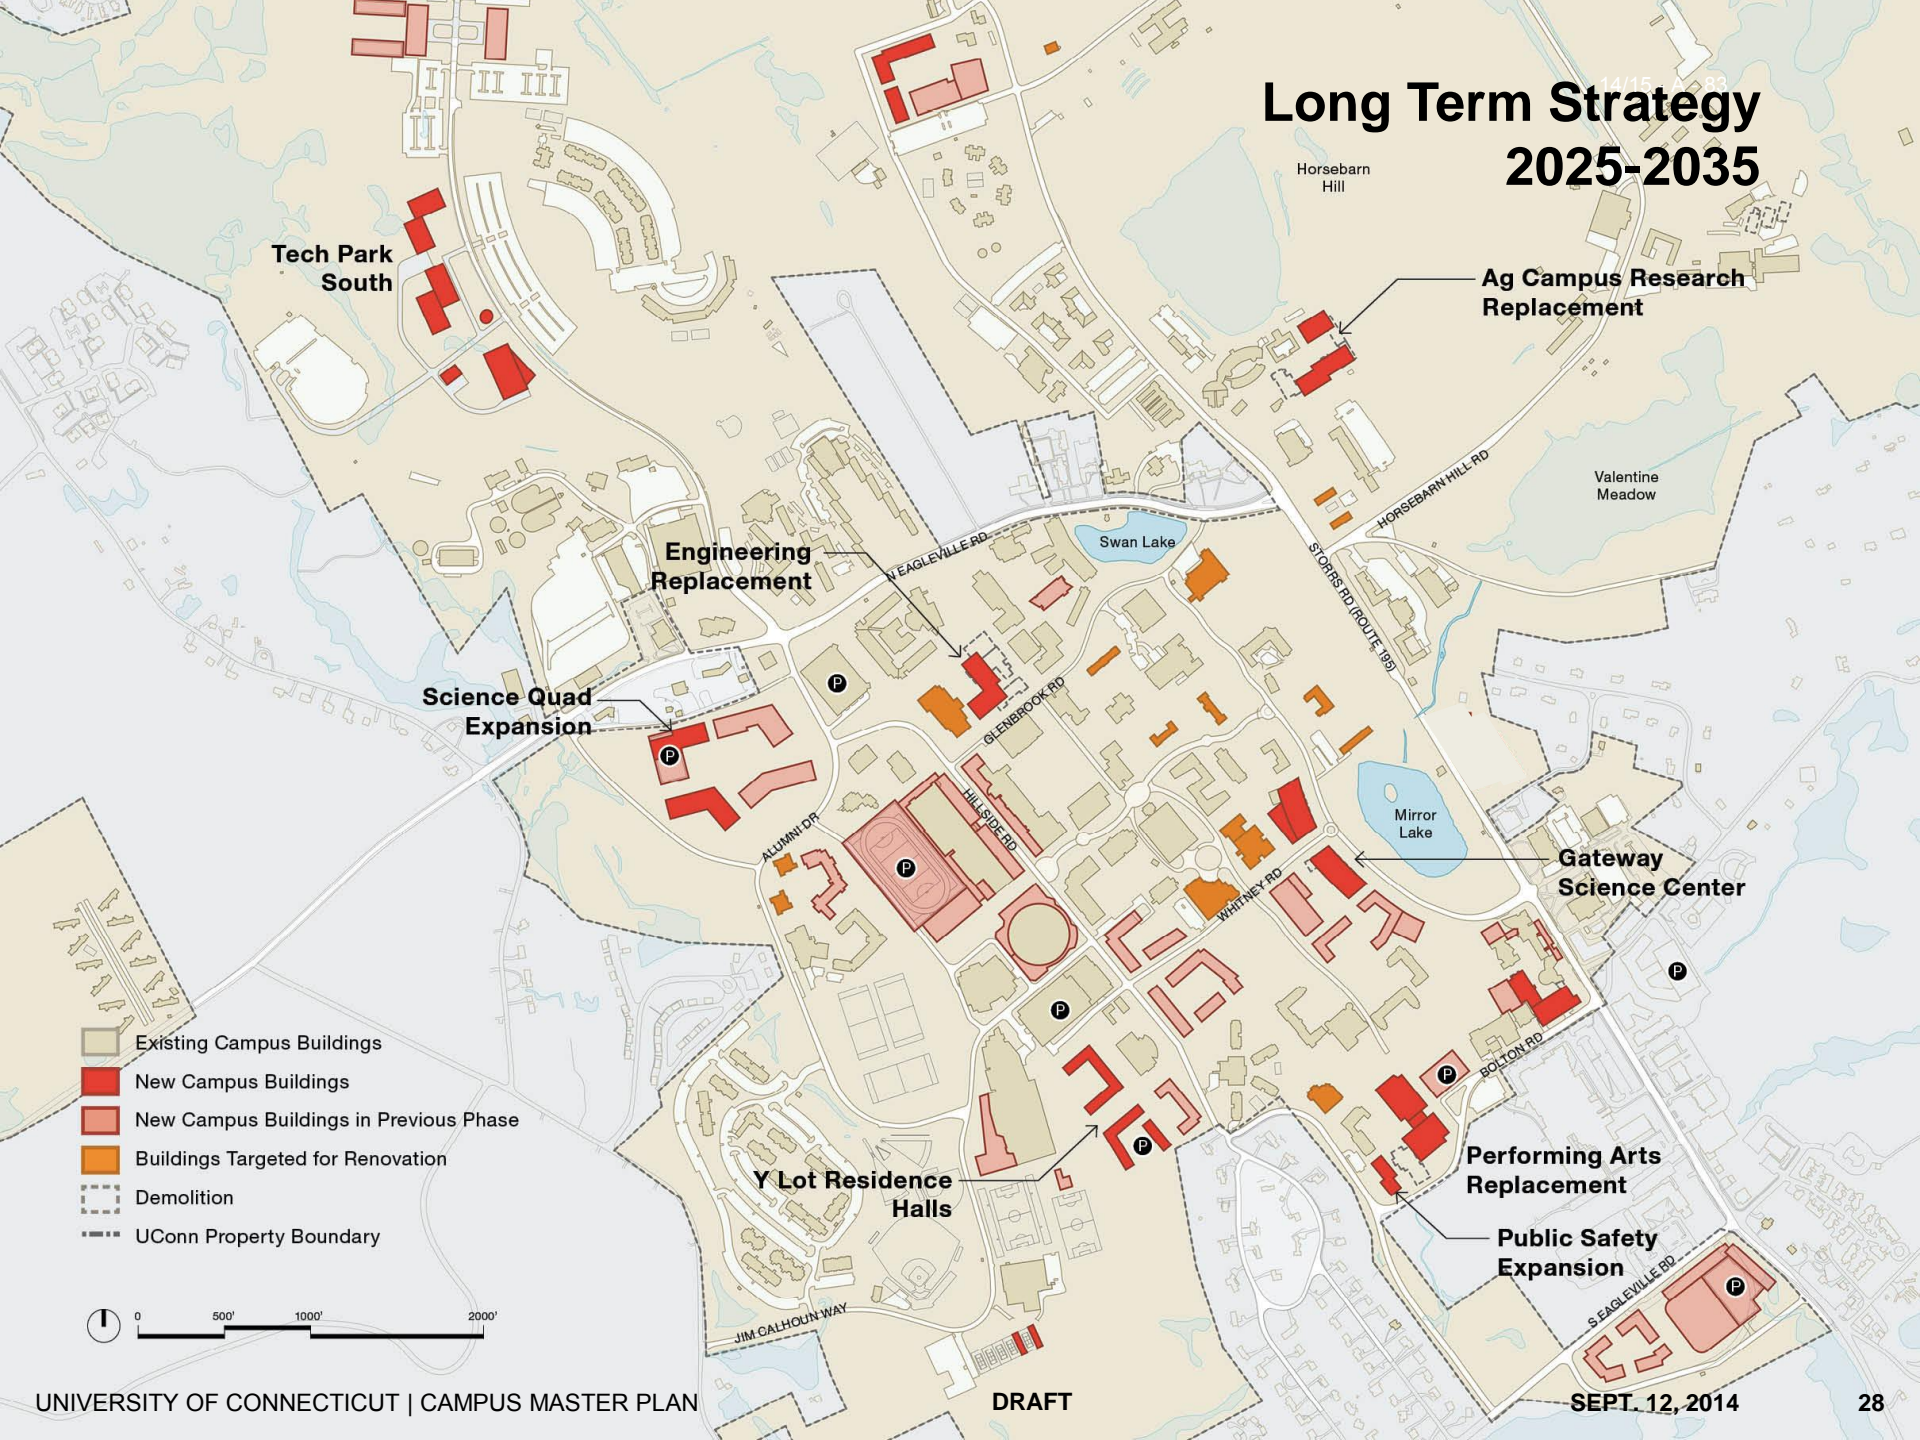 14/15 - A - 83
Long Term Strategy
2025-2035
Horsebarn
Hill
Tech Park
South
Ag Campus Research
Replacement
Valentine
Meadow
HORSEBARN HILL RD
Swan Lake
N EAGLEVILLE RD
STORRS RD (ROUTE 195)
Engineering
Replacement
P
GLENBROOK RD
Science Quad
Expansion
P
HILLSIDE RD
ALUMNI DR
Mirror
Lake
P
WHITNEY RD
Gateway
Science Center
P
P
BOLTON RD
P
Existing Campus Buildings
New Campus Buildings
New Campus Buildings in Previous Phase
Buildings Targeted for Renovation
Demolition
UConn Property Boundary
P
Y Lot Residence
Halls
Performing Arts
Replacement
Public Safety
Expansion
S EAGLEVILLE RD
P
JIM CALHOUN WAY
0 500' 1000' 2000'
UNIVERSITY OF CONNECTICUT | CAMPUS MASTER PLAN
DRAFT
SEPT. 12, 2014
28